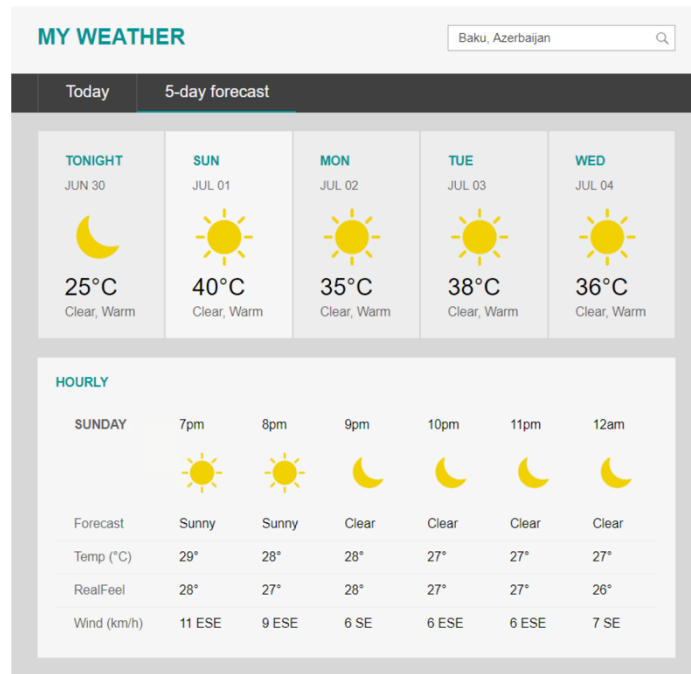 MY WEATHER
Baku, Azerbaijan
Today 5-day forecast
TONIGHT SUN MON TUE WED
JUN 30 JUL 01 JUL 02 JUL 03 JUL 04
25°C 40°C 35°C 38°C 36°C
Clear, Warm Clear, Warm Clear, Warm Clear, Warm Clear, Warm
HOURLY
SUNDAY 7pm 8pm 9pm 10pm 11pm 12am
Forecast Sunny Sunny Clear Clear Clear Clear
Temp (°C) 29° 28° 28° 27° 27° 27°
RealFeel 28° 27° 28° 27° 27° 26°
Wind (km/h) 11 ESE 9 ESE 6 SE 6 ESE 6 ESE 7 SE